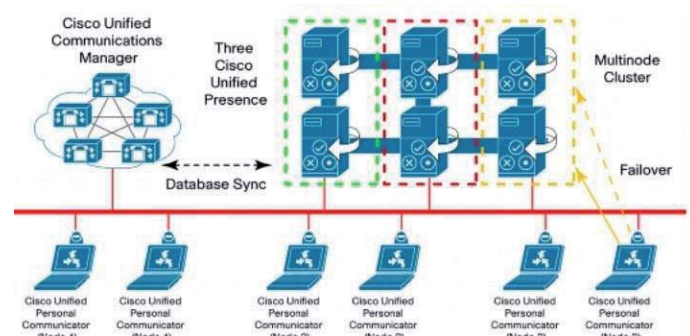 Cisco Unified
Communications
Manager
Three
Cisco
Unified
Presence
Multinode
Cluster
Database Sync
Failover
Cisco Unified
Personal
Communicator
Cisco Unified
Personal
Communicator
Cisco Unified
Personal
Communicator
Cisco Unified
Personal
Communicator
Cisco Unified
Personal
Communicator
Cisco Unified
Personal
Communicator